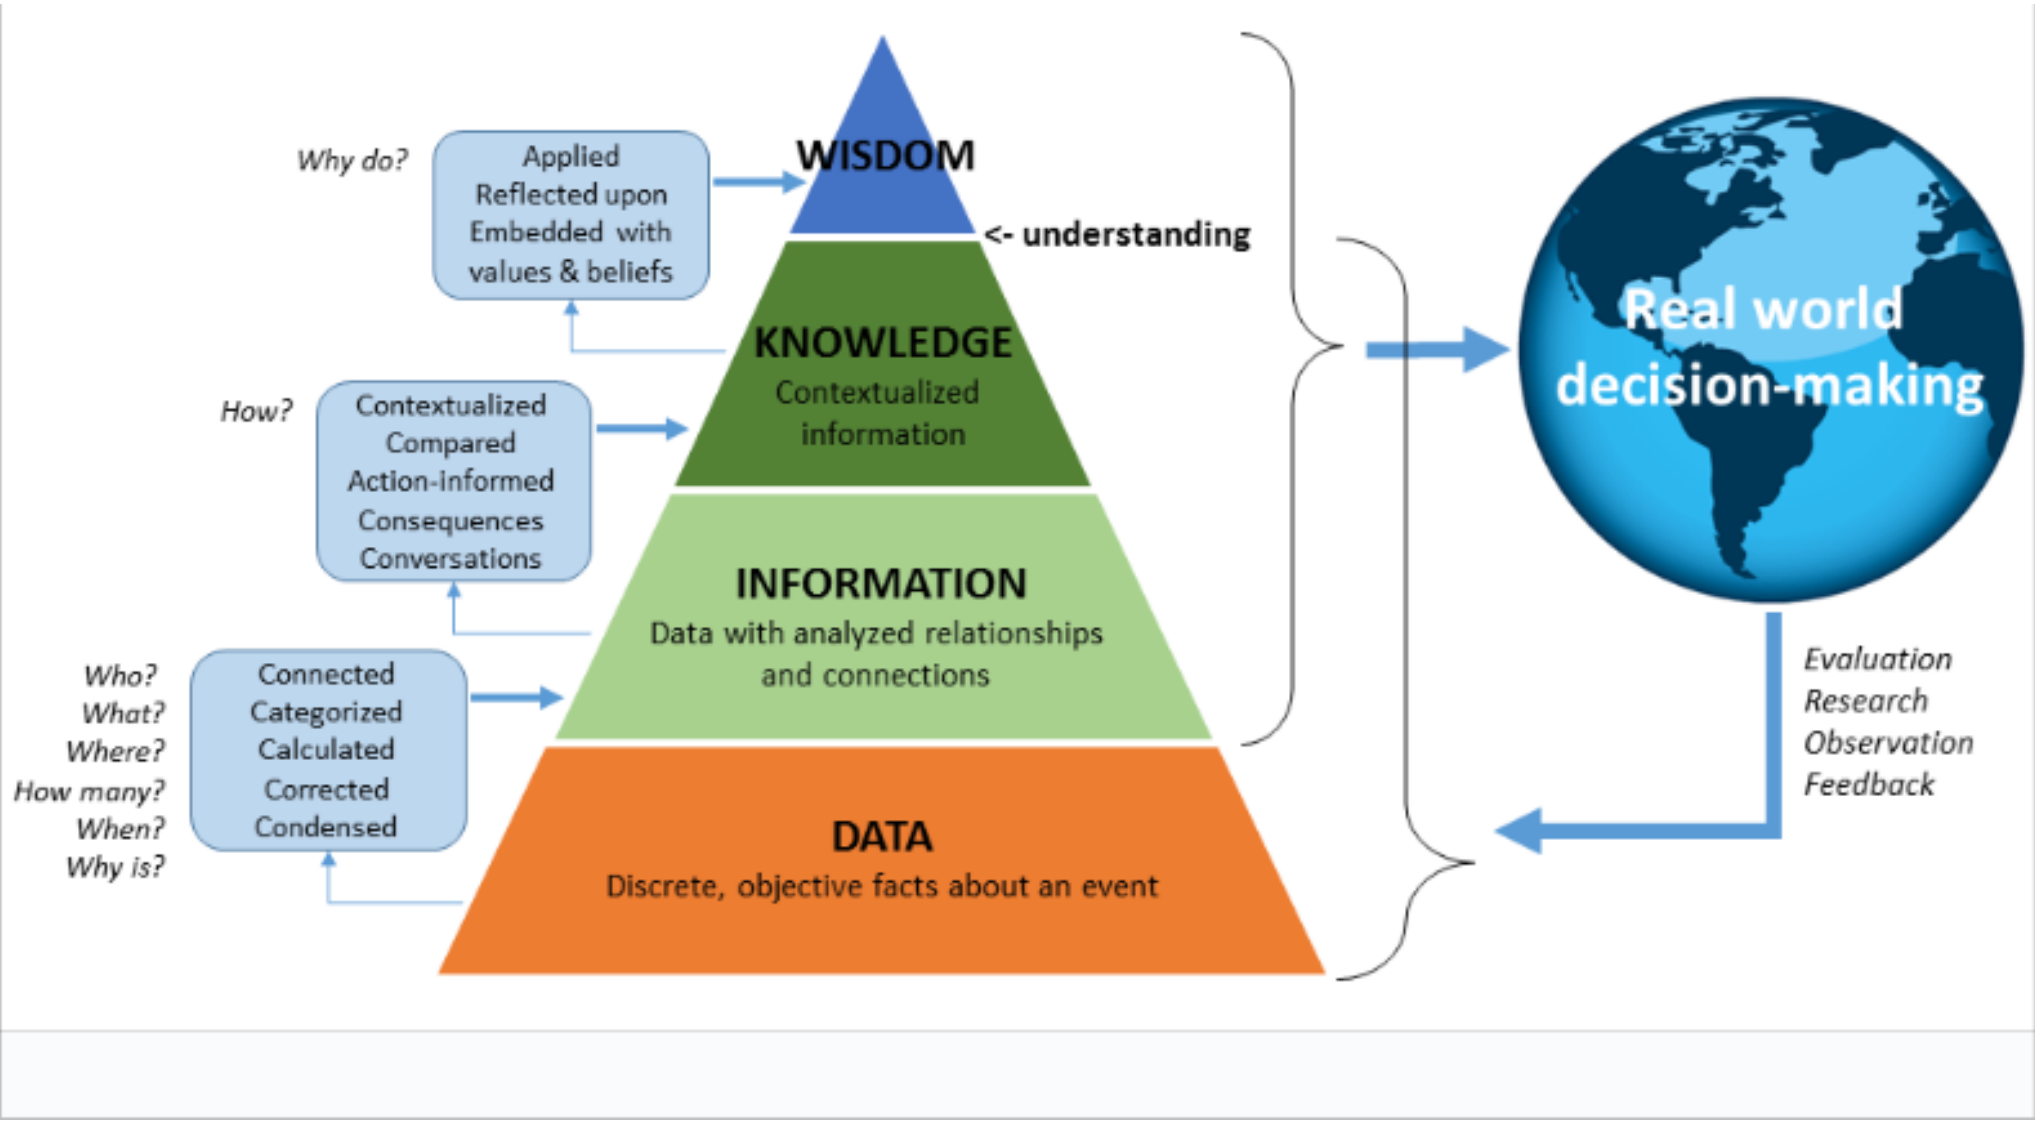 WISDOM
<- understanding
KNOWLEDGE
Contextualized
information
INFORMATION
Data with analyzed relationships
and connections
DATA
Discrete, objective facts about an event
Why do?
Applied
Reflected upon
Embedded with
values & beliefs
How?
Contextualized
Compared
Action-informed
Consequences
Conversations
Who?
What?
Where?
How many?
When?
Why is?
Connected
Categorized
Calculated
Corrected
Condensed
Real world
decision-making
Evaluation
Research
Observation
Feedback